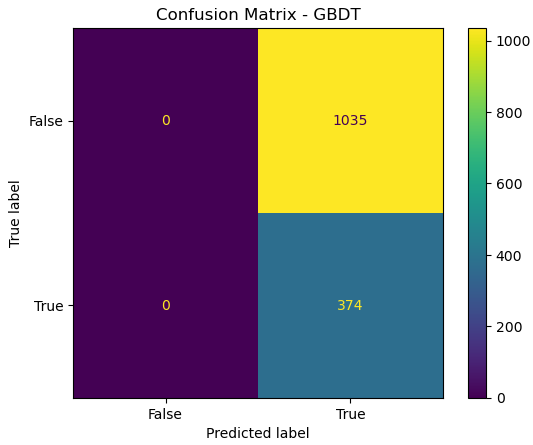 Confusion Matrix - GBDT
True label
False
True
0
1035
0
374
False
True
Predicted label
1000
800
600
400
200
0